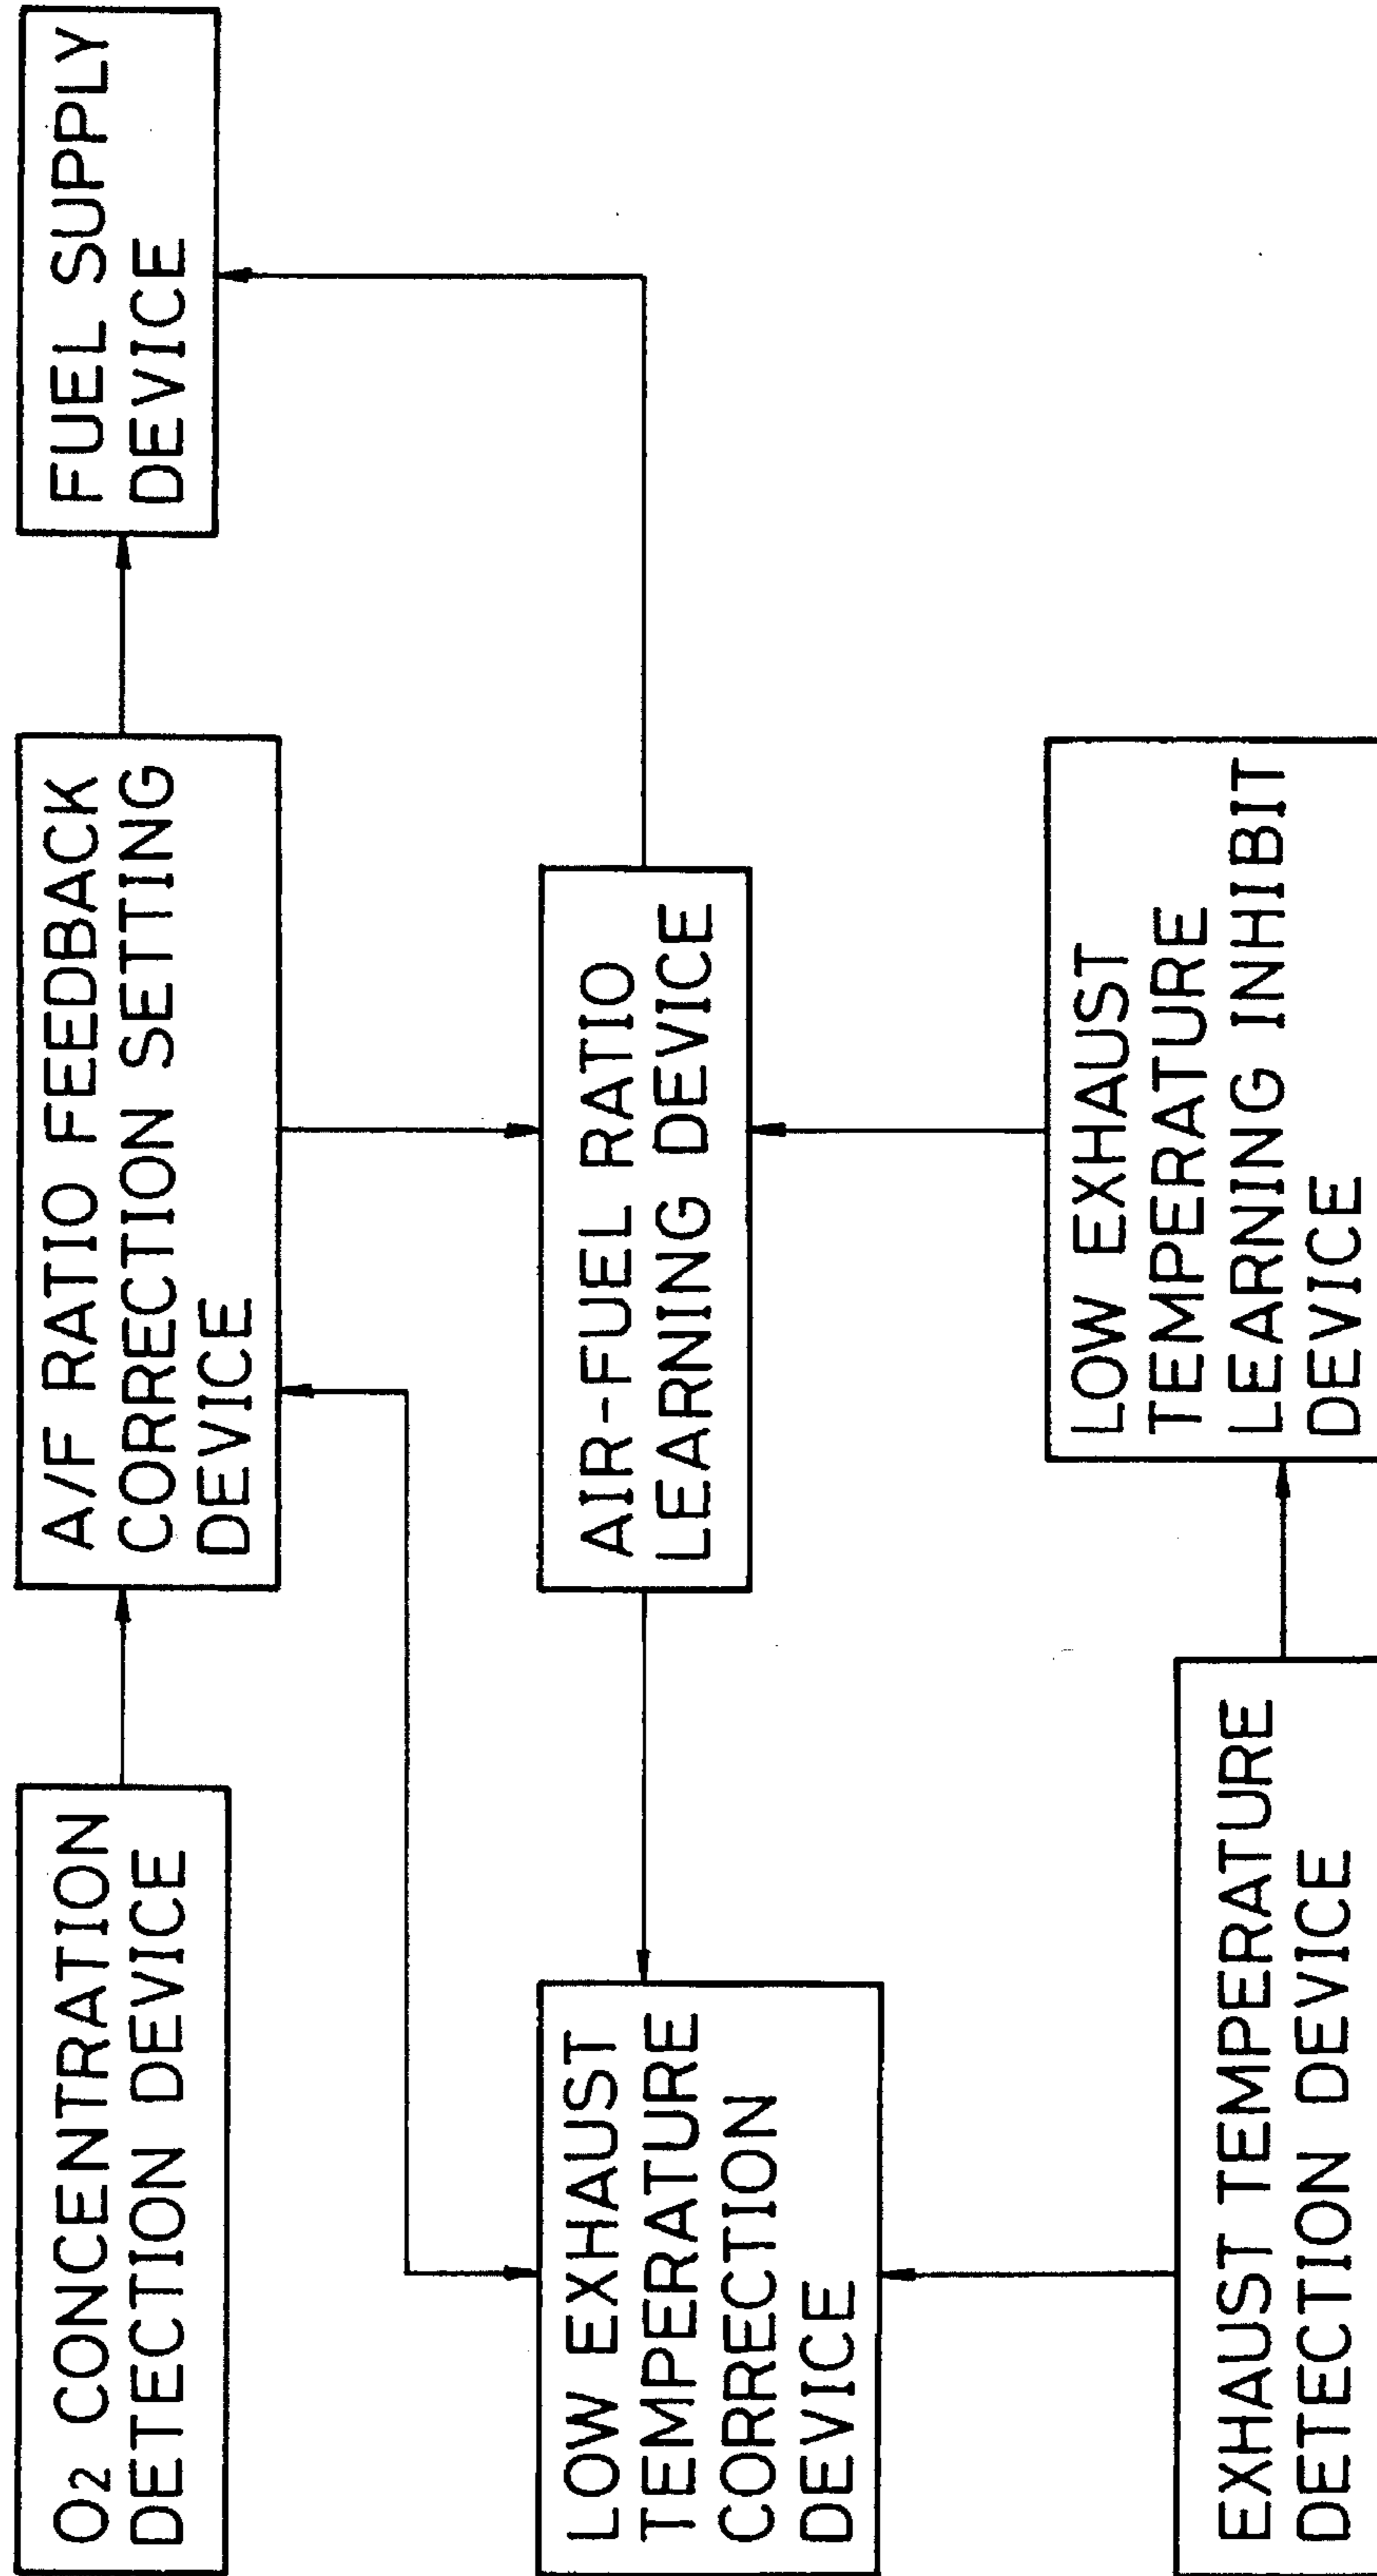 O2 CONCENTRATION
DETECTION DEVICE
A/F RATIO FEEDBACK
CORRECTION SETTING
DEVICE
FUEL SUPPLY
DEVICE
LOW EXHAUST
TEMPERATURE
CORRECTION
DEVICE
AIR-FUEL RATIO
LEARNING DEVICE
EXHAUST TEMPERATURE
DETECTION DEVICE
LOW EXHAUST
TEMPERATURE
LEARNING INHIBIT
DEVICE